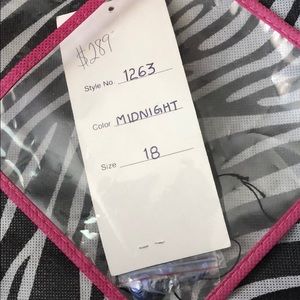 $289
Style No. 1263
Color MIDNIGHT
Size 18